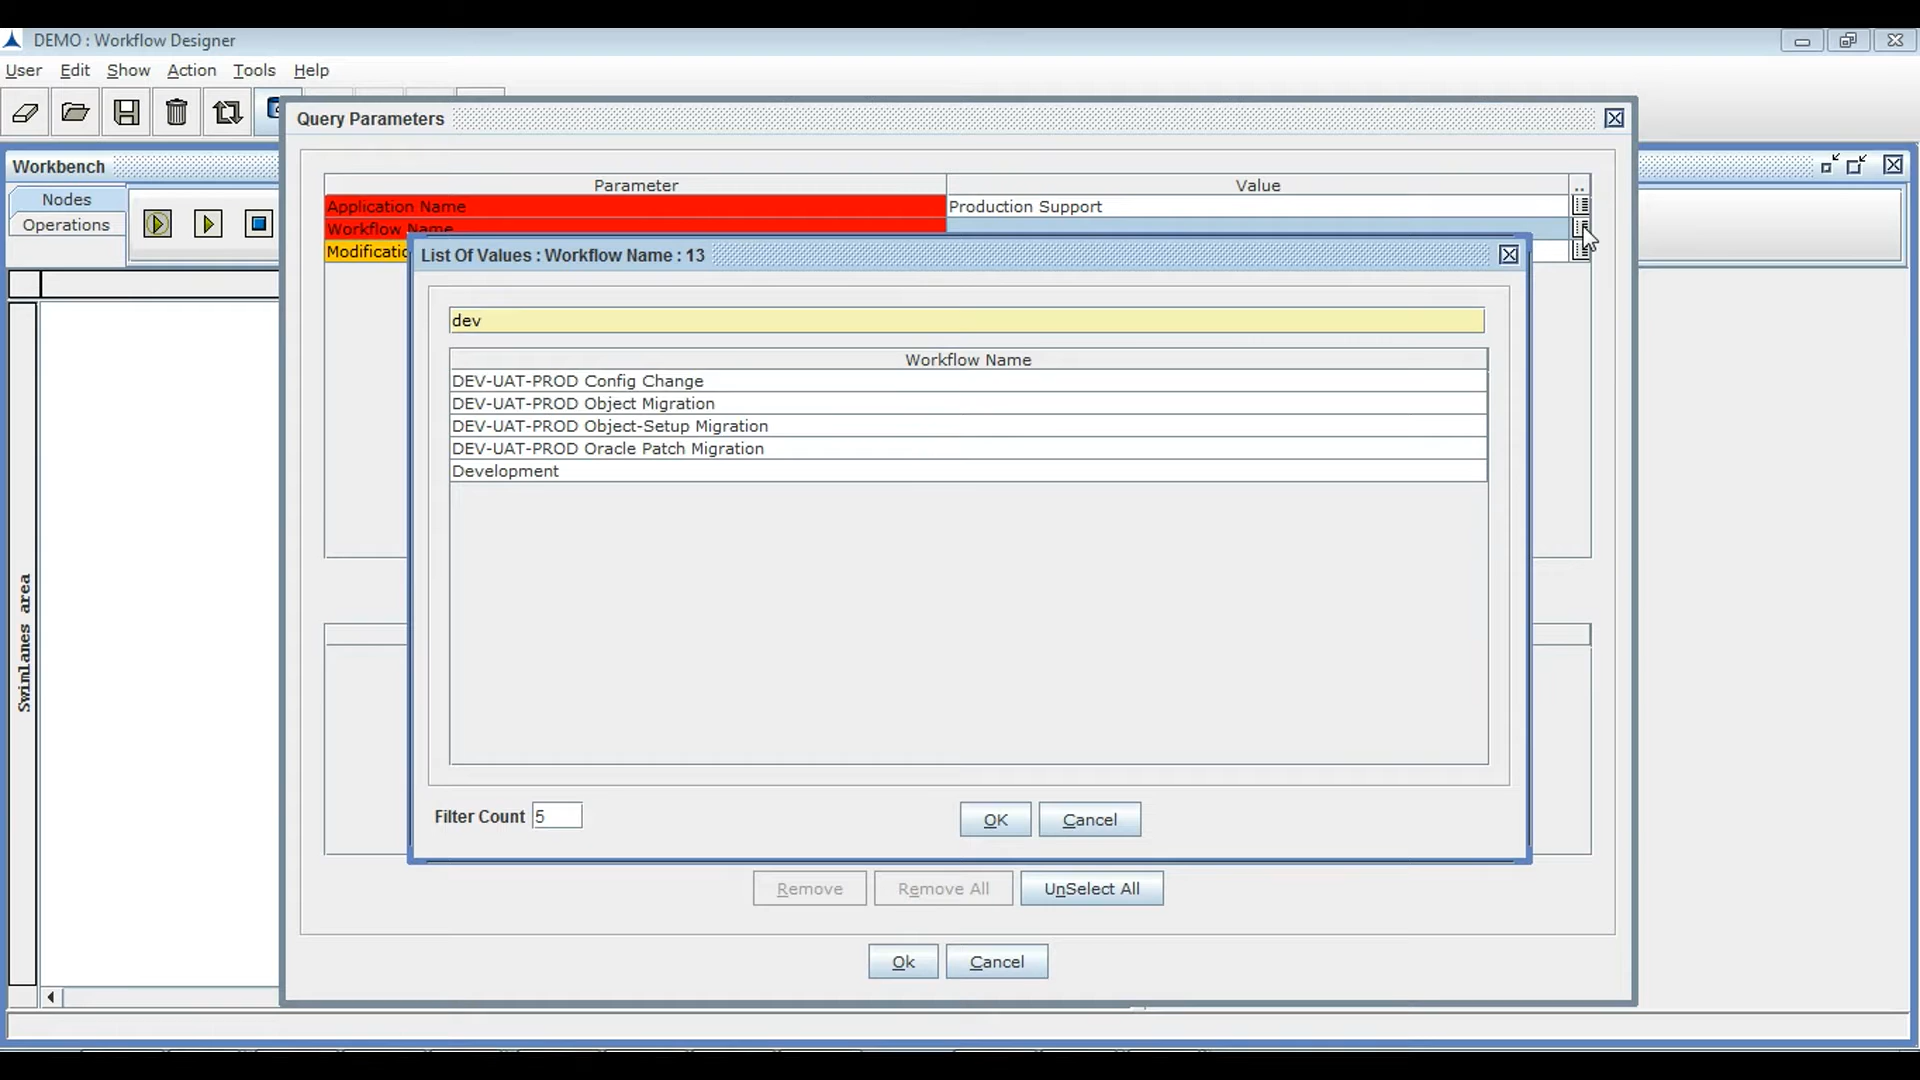 DEMO : Workflow Designer
User Edit Show Action Tools Help
Query Parameters
Workbench
Nodes
Operations
Parameter Value ..
Application Name Production Support
Workflow Name
Modificatio
List Of Values : Workflow Name : 13
dev
Workflow Name
DEV-UAT-PROD Config Change
DEV-UAT-PROD Object Migration
DEV-UAT-PROD Object-Setup Migration
DEV-UAT-PROD Oracle Patch Migration
Development
Swimlanes area
Filter Count 5
OK Cancel
Remove Remove All UnSelect All
Ok Cancel